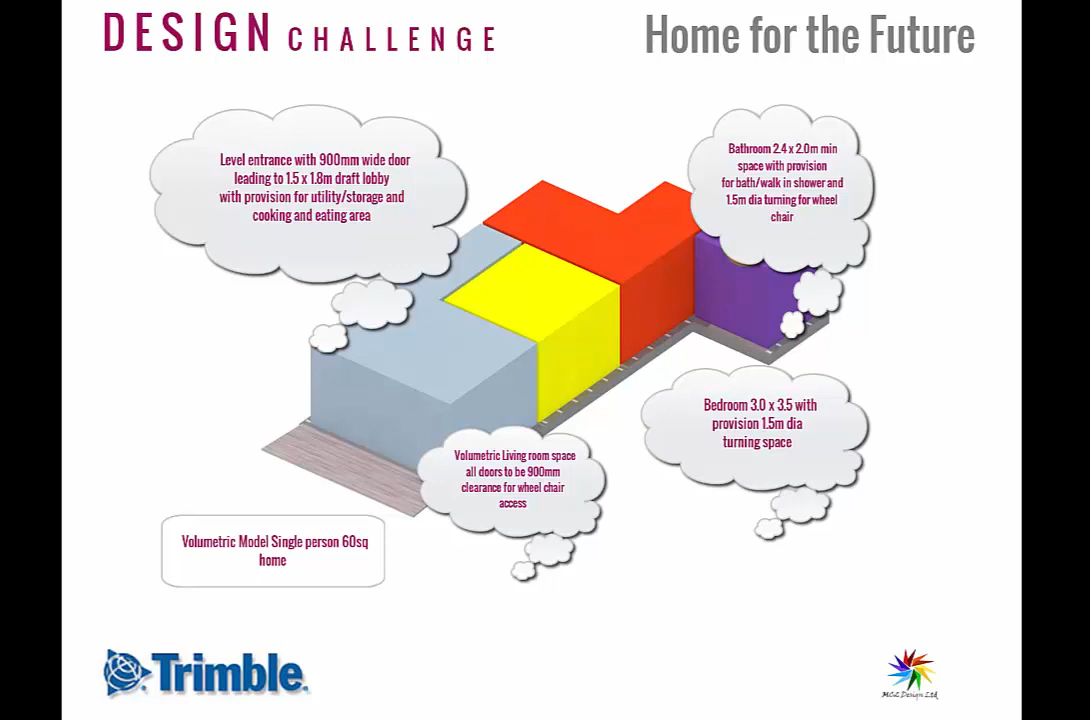 DESIGN CHALLENGE
Home for the Future
Level entrance with 900mm wide door
leading to 1.5 x 1.8m draft lobby
with provision for utility/storage and
cooking and eating area
Bathroom 2.4 x 2.0m min
space with provision
for bath/walk in shower and
1.5m dia turning for wheel
chair
Bedroom 3.0 x 3.5 with
provision 1.5m dia
turning space
Volumetric Living room space
all doors to be 900mm
clearance for wheel chair
access
Volumetric Model Single person 60sq
home
Trimble
MCL Design Ltd